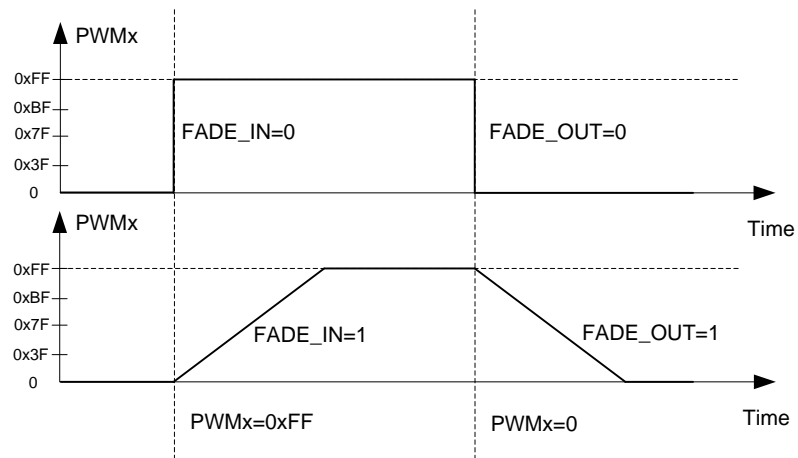 PWMx
0xFF
0xBF
0x7F
0x3F
0
FADE_IN=0
FADE_OUT=0
Time
PWMx
0xFF
0xBF
0x7F
0x3F
0
FADE_IN=1
FADE_OUT=1
Time
PWMx=0xFF
PWMx=0